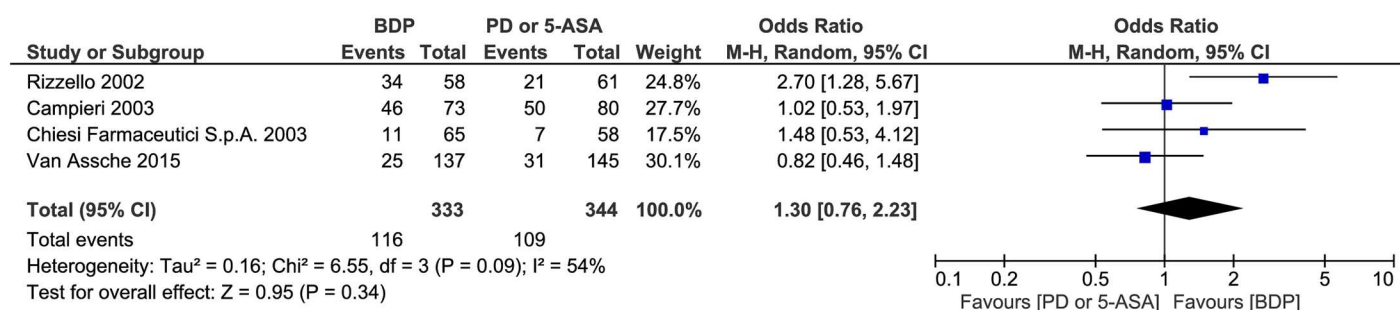 BDP PD or 5-ASA Odds Ratio Odds Ratio
Study or Subgroup Events Total Events Total Weight M-H, Random, 95% CI M-H, Random, 95% CI
Rizzello 2002 34 58 21 61 24.8% 2.70 [1.28, 5.67]
Campieri 2003 46 73 50 80 27.7% 1.02 [0.53, 1.97]
Chiesi Farmaceutici S.p.A. 2003 11 65 7 58 17.5% 1.48 [0.53, 4.12]
Van Assche 2015 25 137 31 145 30.1% 0.82 [0.46, 1.48]
Total (95% CI) 333 344 100.0% 1.30 [0.76, 2.23]
Total events 116 109
Heterogeneity: Tau² = 0.16; Chi² = 6.55, df = 3 (P = 0.09); I² = 54%
Test for overall effect: Z = 0.95 (P = 0.34)
0.1 0.2 0.5 1 2 5 10
Favours [PD or 5-ASA] Favours [BDP]